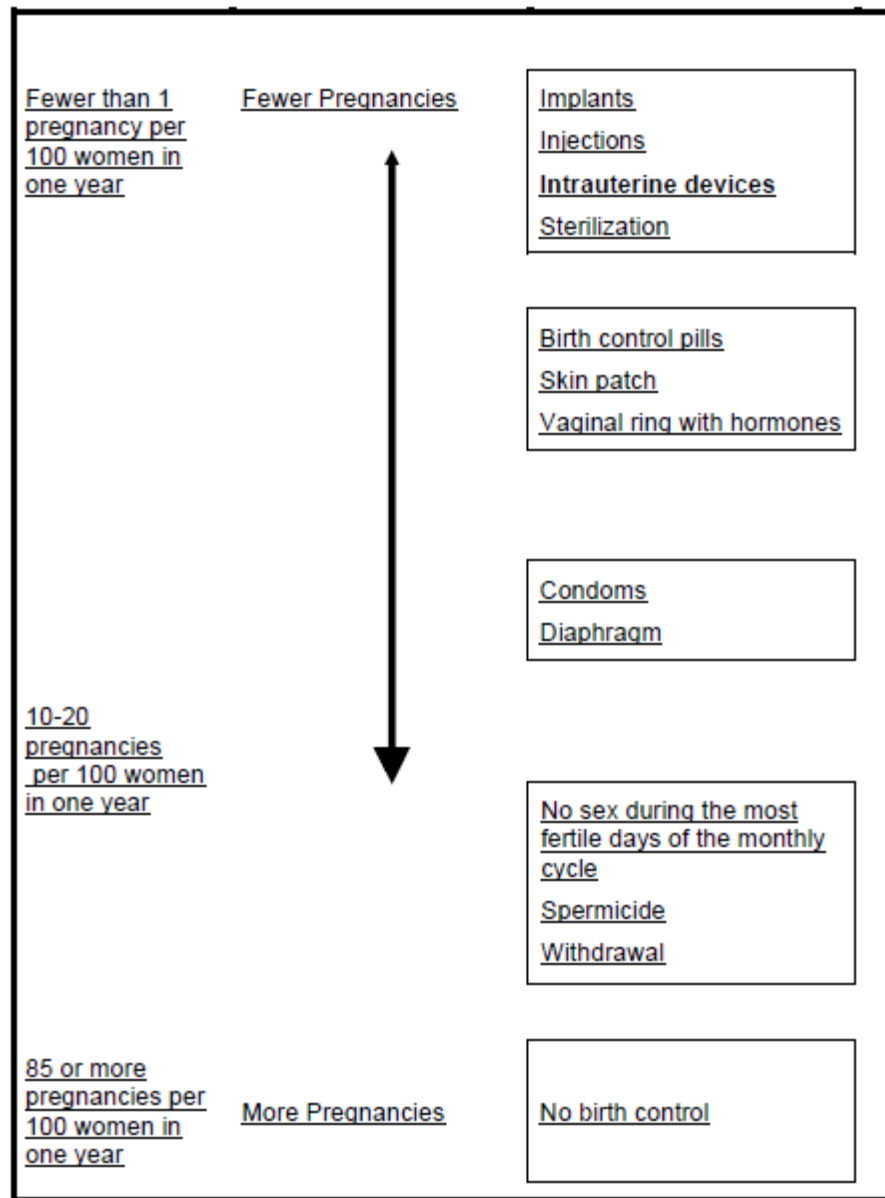 Fewer than 1
pregnancy per
100 women in
one year
Fewer Pregnancies
Implants
Injections
Intrauterine devices
Sterilization
Birth control pills
Skin patch
Vaginal ring with hormones
Condoms
Diaphragm
10-20
pregnancies
per 100 women
in one year
No sex during the most
fertile days of the monthly
cycle
Spermicide
Withdrawal
85 or more
pregnancies per
100 women in
one year
More Pregnancies
No birth control